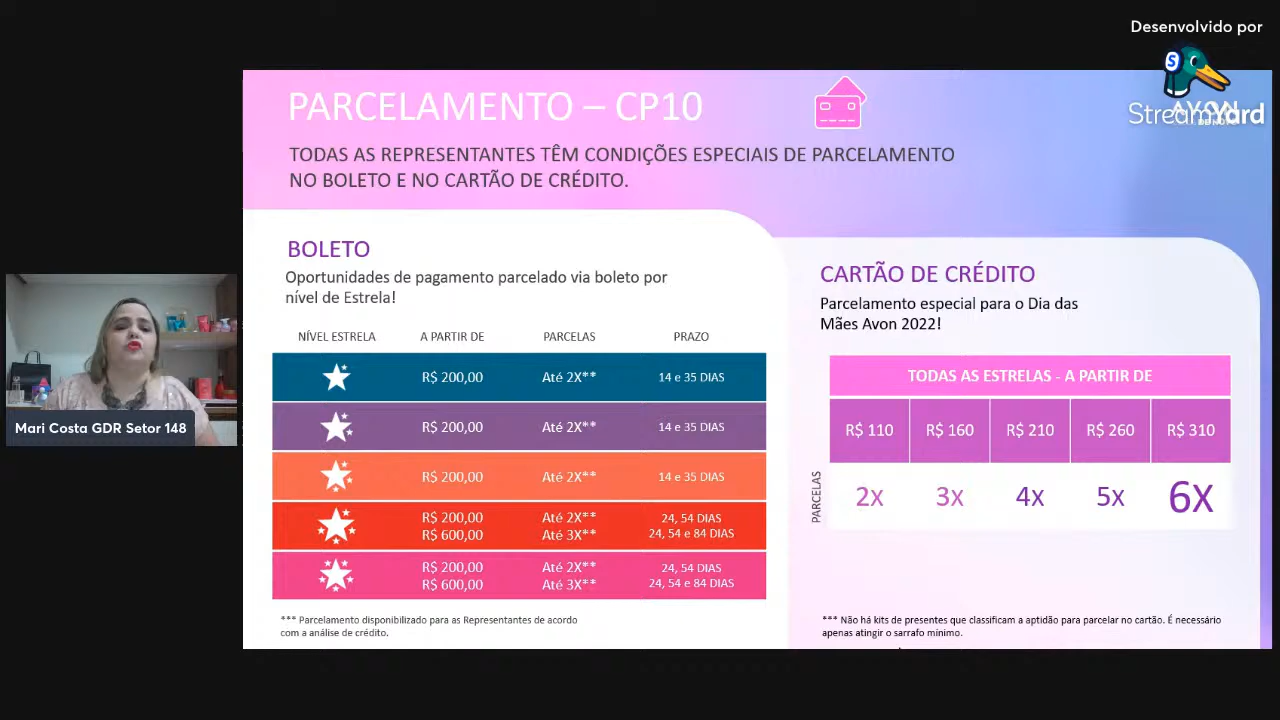 Desenvolvido por
StreamYard
AVON
PARCELAMENTO – CP10
TODAS AS REPRESENTANTES TÊM CONDIÇÕES ESPECIAIS DE PARCELAMENTO
NO BOLETO E NO CARTÃO DE CRÉDITO.
BOLETO
Oportunidades de pagamento parcelado via boleto por
nível de Estrela!
NÍVEL ESTRELA A PARTIR DE PARCELAS PRAZO
R$ 200,00 Até 2X** 14 e 35 DIAS
R$ 200,00 Até 2X** 14 e 35 DIAS
R$ 200,00 Até 2X** 14 e 35 DIAS
R$ 200,00 Até 2X** 24, 54 DIAS
R$ 600,00 Até 3X** 24, 54 e 84 DIAS
R$ 200,00 Até 2X** 24, 54 DIAS
R$ 600,00 Até 3X** 24, 54 e 84 DIAS
*** Parcelamento disponibilizado para as Representantes de acordo
com a análise de crédito.
CARTÃO DE CRÉDITO
Parcelamento especial para o Dia das
Mães Avon 2022!
TODAS AS ESTRELAS - A PARTIR DE
R$ 110 R$ 160 R$ 210 R$ 260 R$ 310
PARCELAS
2x 3x 4x 5x 6X
*** Não há kits de presentes que classificam a aptidão para parcelar no cartão. É necessário
apenas atingir o sarrafo mínimo.
Mari Costa GDR Setor 148